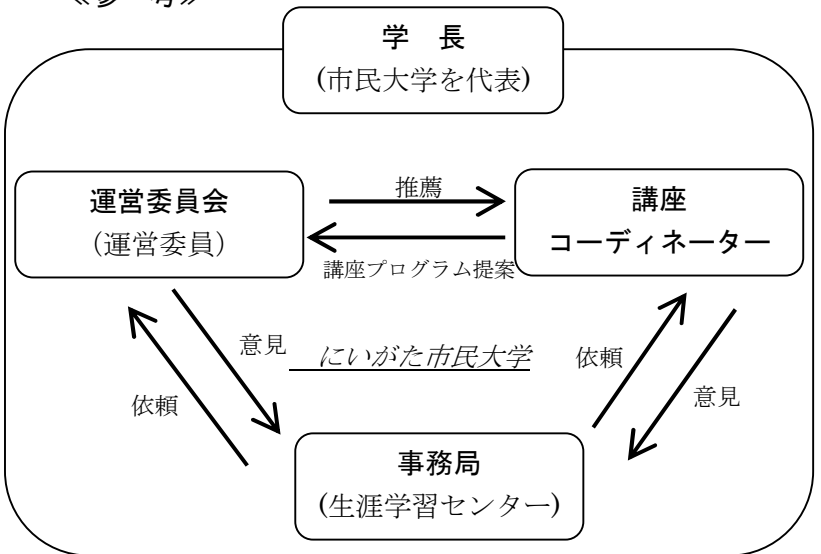 ≪参 考≫
学 長
(市民大学を代表)
運営委員会
(運営委員)
推薦
講座プログラム提案
講座
コーディネーター
意見
にいがた市民大学
依頼
依頼
意見
事務局
(生涯学習センター)